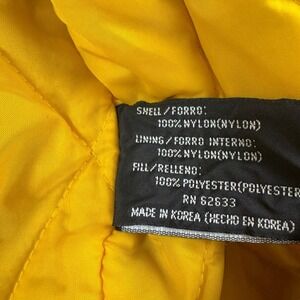 SHELL/FORRO:
100% NYLON(NYLON)
LINING/FORRO INTERNO:
100% NYLON(NYLON)
FILL/RELLENO:
100% POLYESTER(POLYESTER
RN 62633
MADE IN KOREA (HECHO EN KOREA)